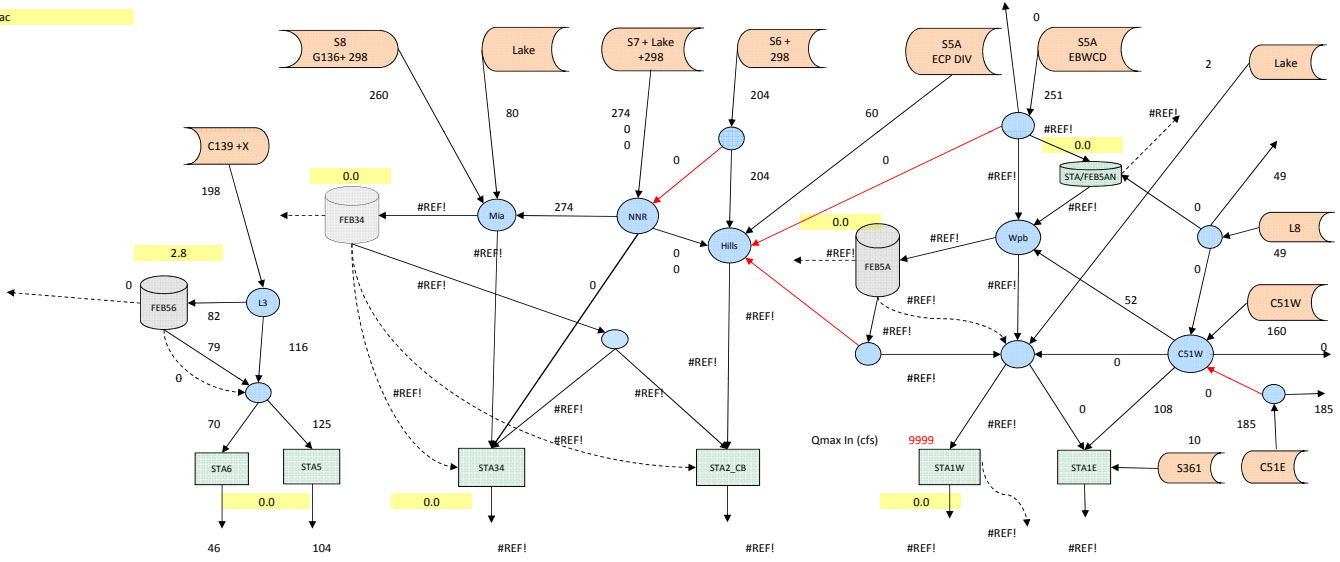 ac
S8
G136+ 298
Lake
S7 + Lake
+298
S6 +
298
S5A
ECP DIV
0
S5A
EBWCD
2
Lake
260
80
274
0
0
204
60
251
#REF!
#REF!
C139 +X
198
0.0
0
204
0
#REF!
0.0
STA/FEB5AN
49
FEB34
#REF!
Mia
274
NNR
0.0
#REF!
0
L8
49
2.8
#REF!
0
0
Hills
#REF!
FEB5A
#REF!
Wpb
0
0
FEB56
82
L3
#REF!
0
#REF!
#REF!
#REF!
52
C51W
160
79
116
#REF!
0
0
#REF!
#REF!
0
C51W
0
70
125
#REF!
#REF!
#REF!
#REF!
#REF!
0
108
185
185
Qmax In (cfs)
9999
10
STA6
STA5
STA34
STA2_CB
STA1W
STA1E
S361
C51E
0.0
0.0
0.0
46
104
#REF!
#REF!
#REF!
#REF!
#REF!